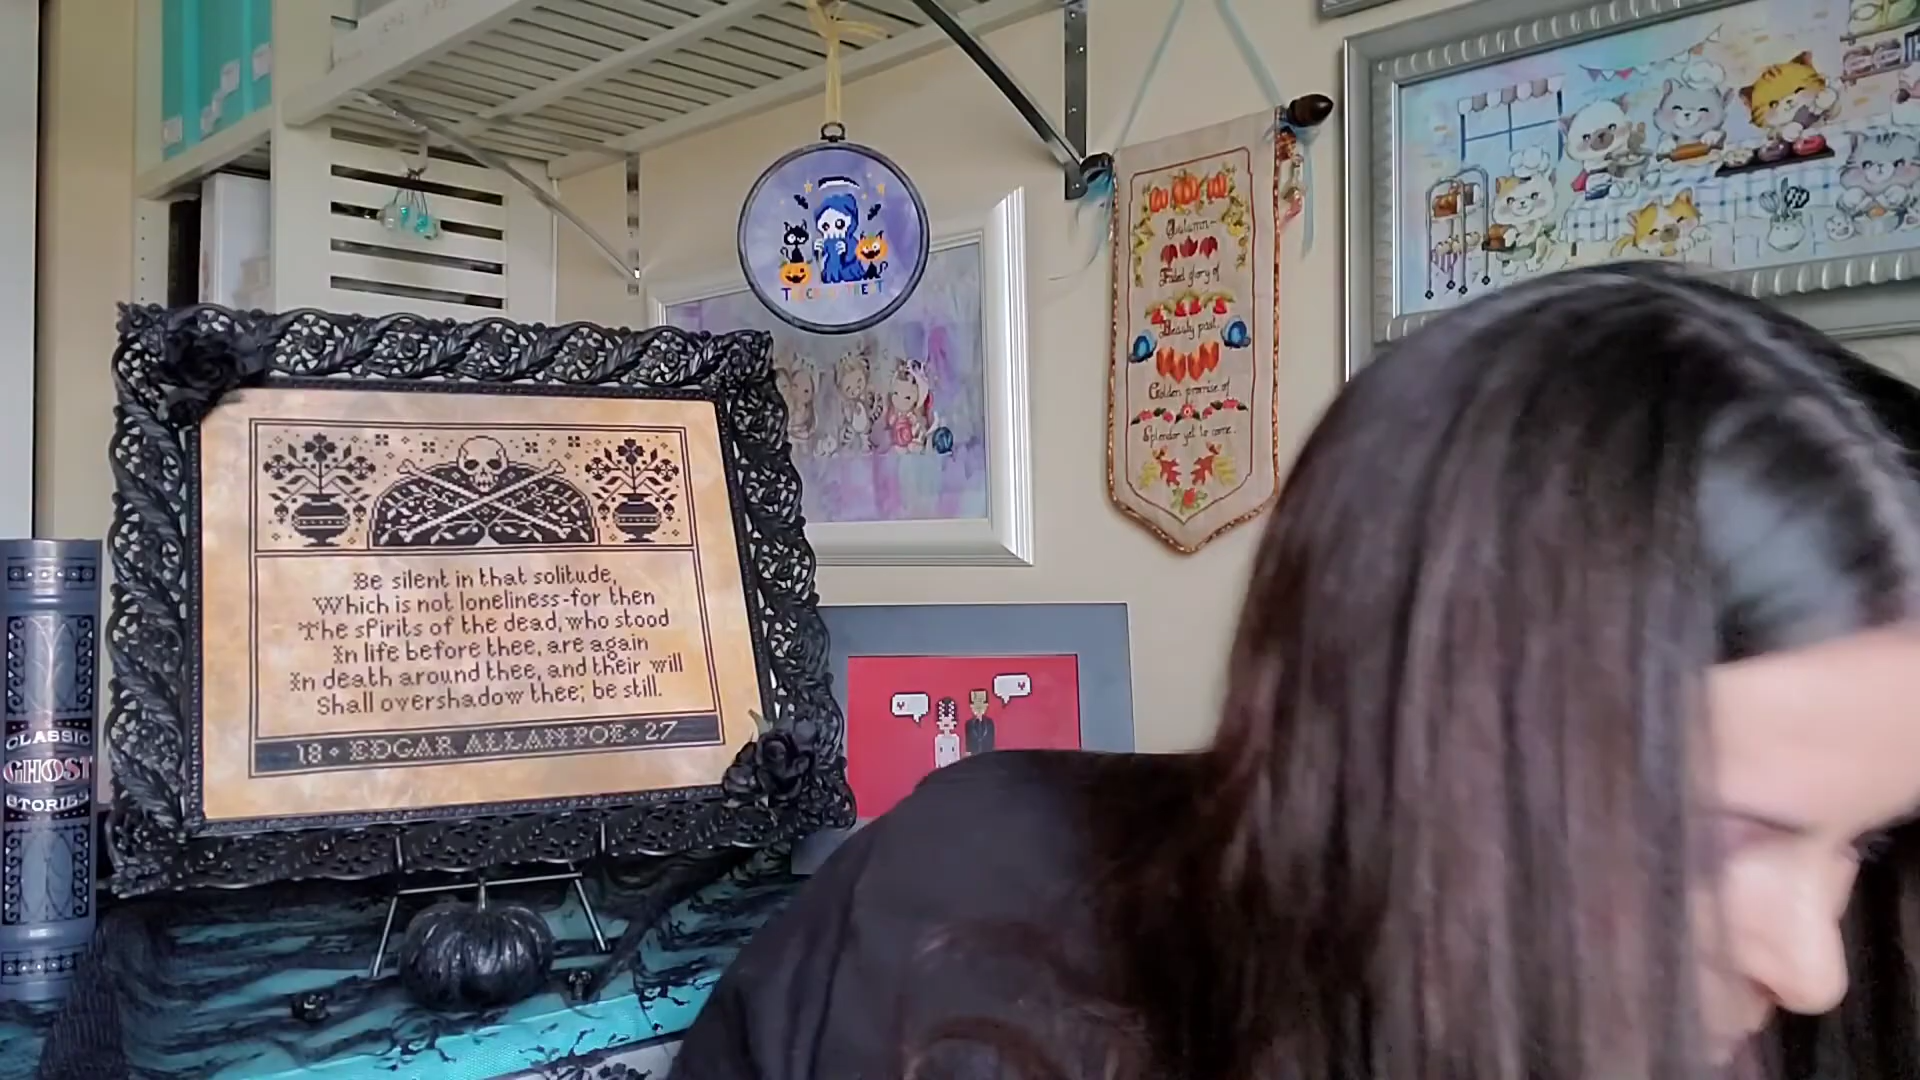 Be silent in that solitude,
Which is not loneliness-for then
The spirits of the dead, who stood
In life before thee, are again
In death around thee, and their will
Shall overshadow thee; be still.
18 • EDGAR ALLAN POE • 27
CLASSIC
GHOST
STORIES
Autumn-
Faded glory of
Beauty past,
Golden promise of
Splendor yet to come.